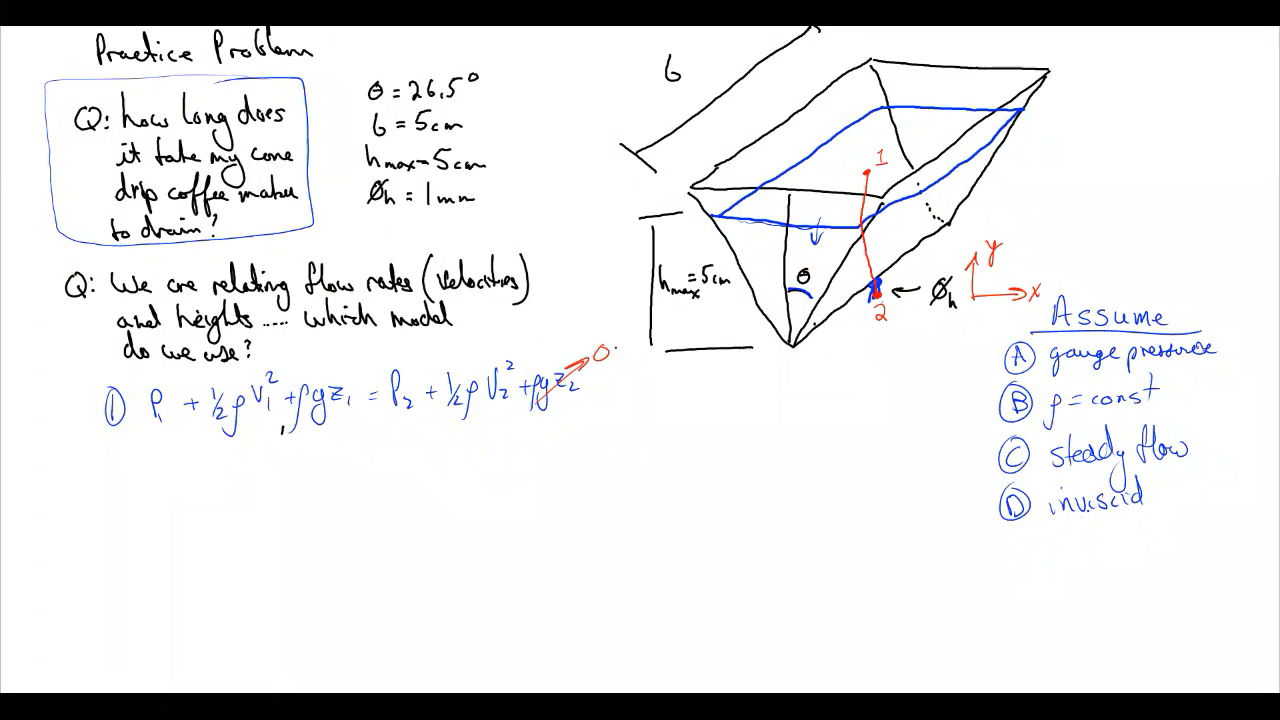 Practice Problem
Q: how long does
it take my cone
drip coffee maker
to drain?
θ = 26.5°
b = 5cm
hmax = 5cm
Øh = 1mm
Q: We are relating flow rates (velocities)
and heights ..... which model
do we use?
① P₁ + ½ρV₁² + ρgz₁ = P₂ + ½ρV₂² + ρgz₂
0
b
1
hmax = 5cm
θ
2
← Øh
y
x
Assume
Ⓐ gauge pressure
Ⓑ ρ = const
Ⓒ steady flow
Ⓓ inviscid